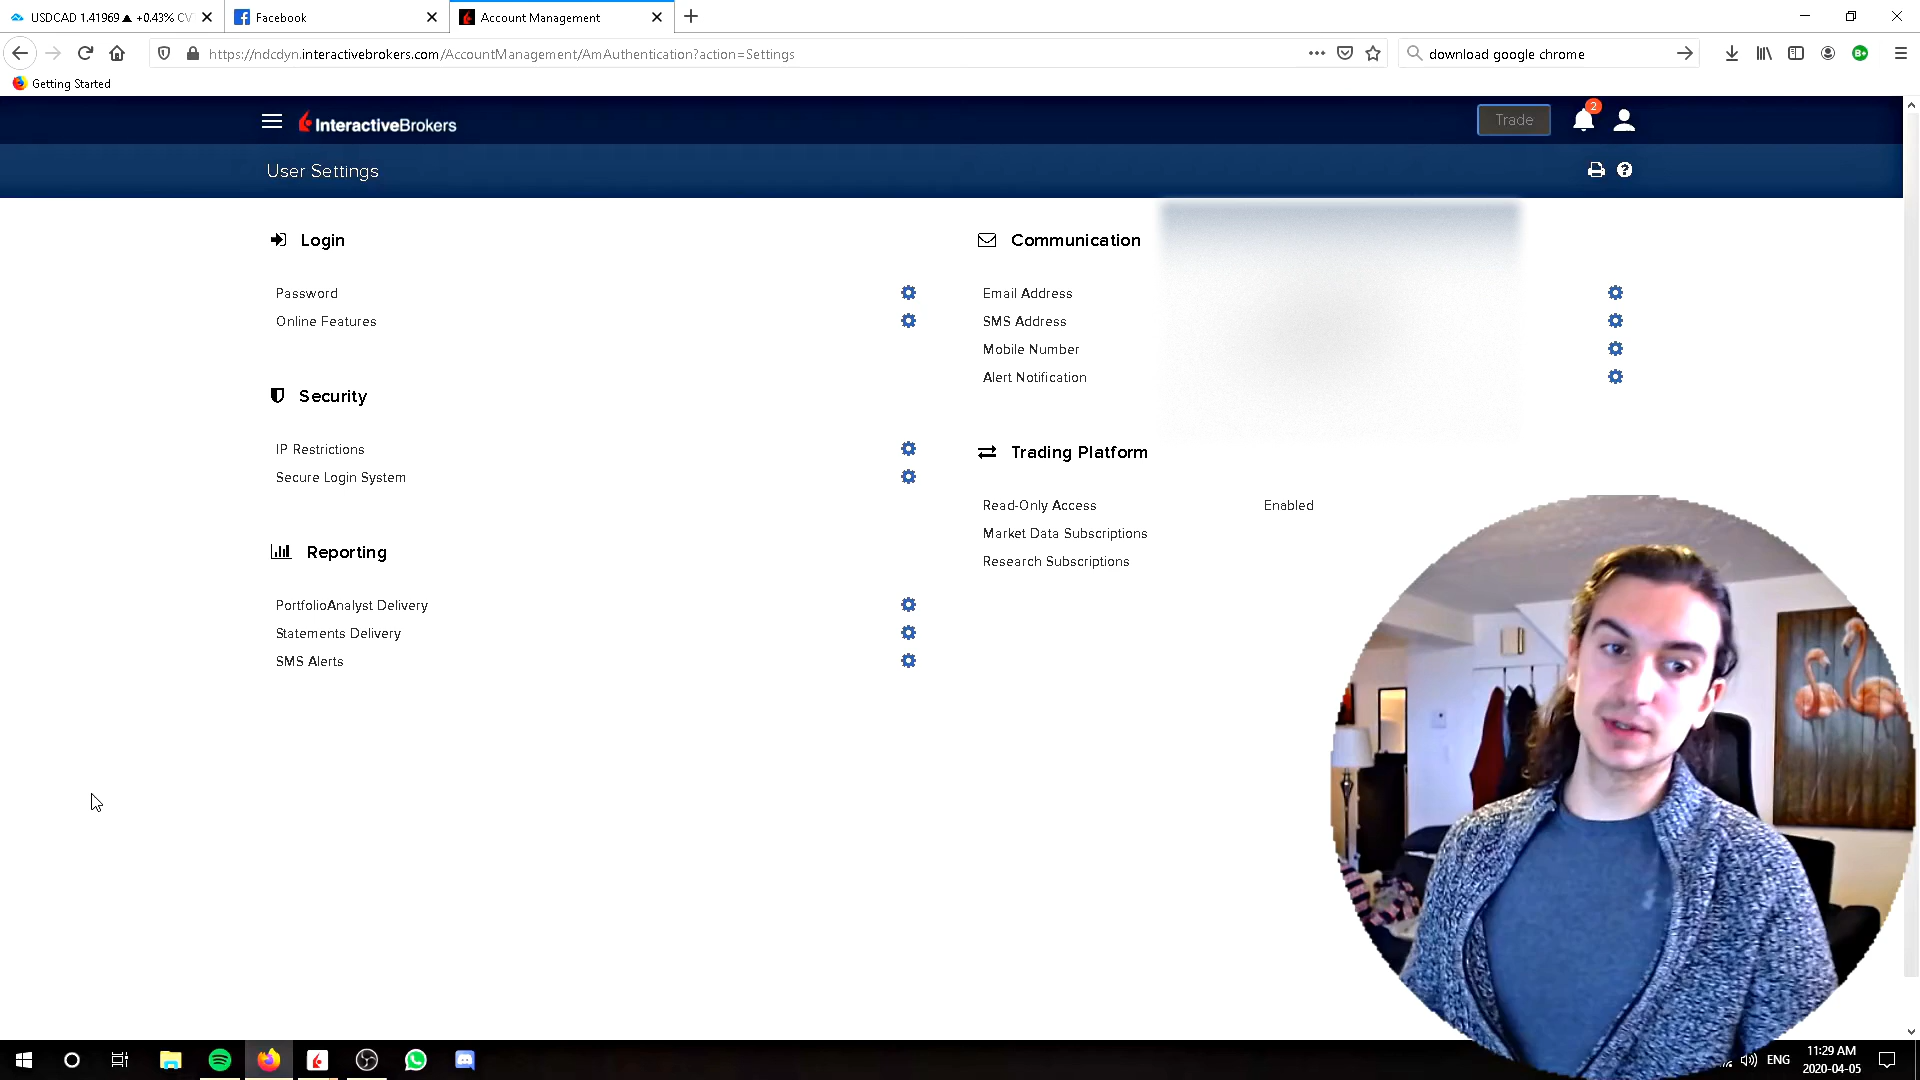 USDCAD 1.41969 ▲ +0.43% CV
Facebook
Account Management
https://ndcdyn.interactivebrokers.com/AccountManagement/AmAuthentication?action=Settings
download google chrome
Getting Started
InteractiveBrokers
Trade
2
User Settings
Login
Password
Online Features
Security
IP Restrictions
Secure Login System
Reporting
PortfolioAnalyst Delivery
Statements Delivery
SMS Alerts
Communication
Email Address
SMS Address
Mobile Number
Alert Notification
Trading Platform
Read-Only Access Enabled
Market Data Subscriptions
Research Subscriptions
ENG
11:29 AM
2020-04-05